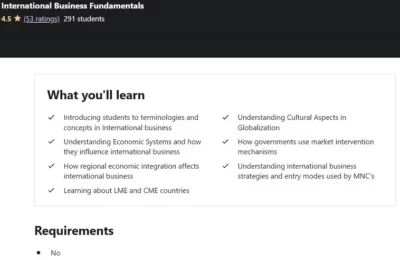 International Business Fundamentals
4.5 ★ (53 ratings) 291 students
What you'll learn
Introducing students to terminologies and
concepts in International business
Understanding Economic Systems and how
they influence international business
How regional economic integration affects
international business
Learning about LME and CME countries
Understanding Cultural Aspects in
Globalization
How governments use market intervention
mechanisms
Understanding international business
strategies and entry modes used by MNC's
Requirements
No